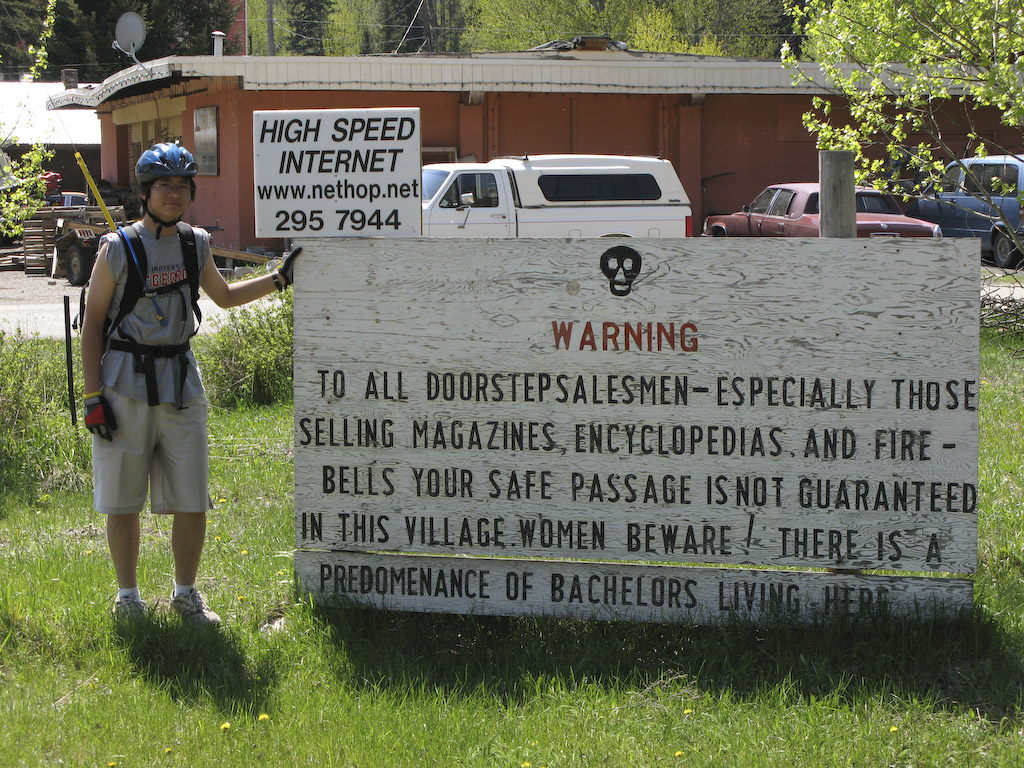 HIGH SPEED
INTERNET
www.nethop.net
295 7944
WARNING
TO ALL DOORSTEPSALESMEN-ESPECIALLY THOSE
SELLING MAGAZINES, ENCYCLOPEDIAS, AND FIRE-
BELLS YOUR SAFE PASSAGE IS NOT GUARANTEED
IN THIS VILLAGE. WOMEN BEWARE! THERE IS A
PREDOMENANCE OF BACHELORS LIVING HERE